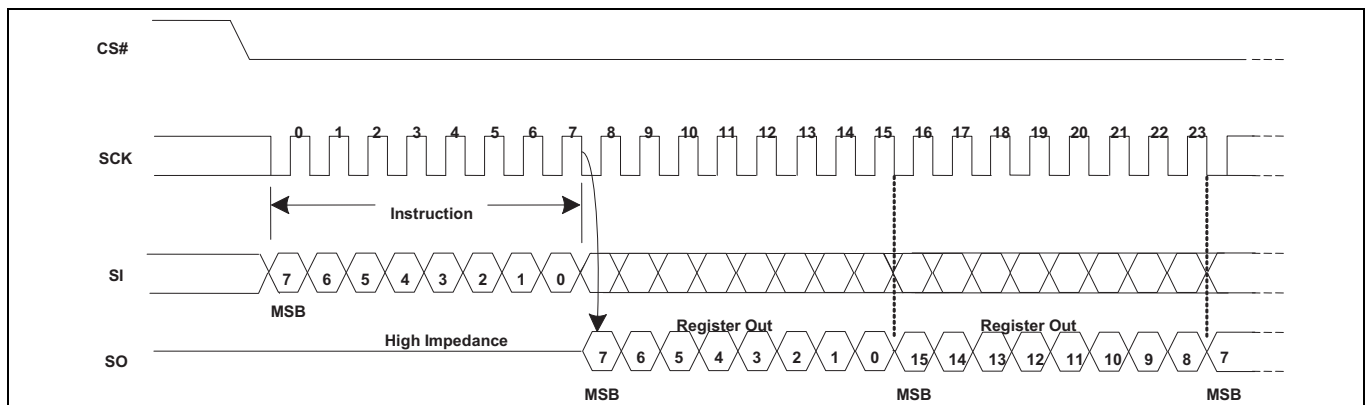 CS#
0 1 2 3 4 5 6 7 8 9 10 11 12 13 14 15 16 17 18 19 20 21 22 23
SCK
Instruction
SI
7 6 5 4 3 2 1 0
MSB
High Impedance
Register Out
Register Out
SO
7 6 5 4 3 2 1 0 15 14 13 12 11 10 9 8 7
MSB
MSB
MSB